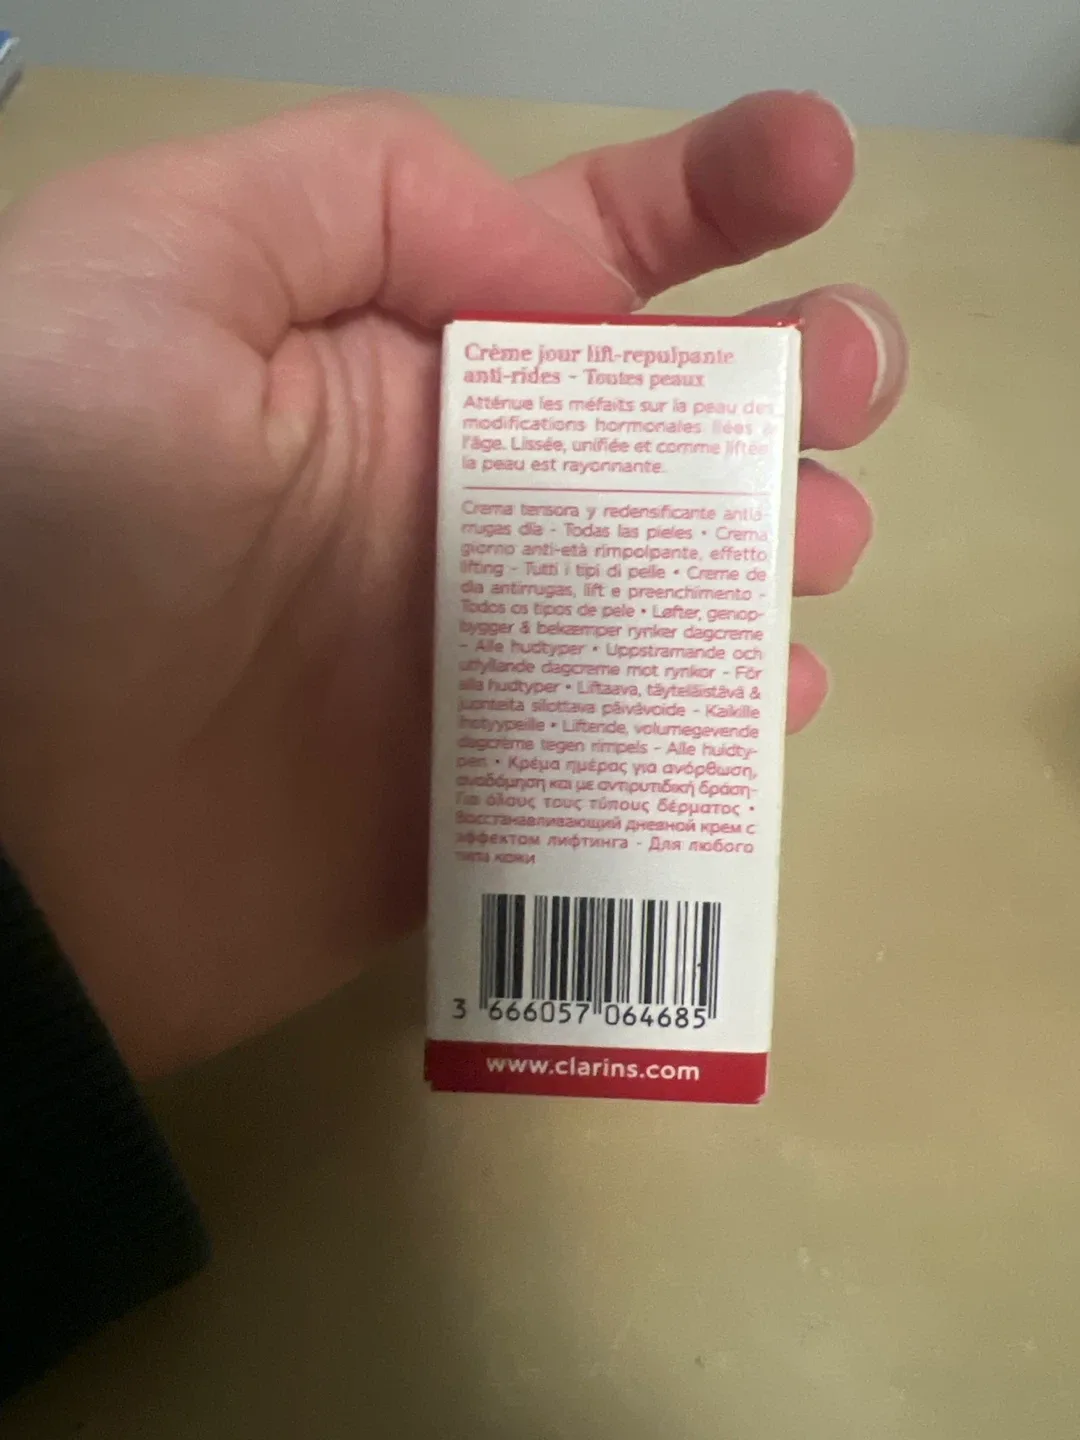 Crème jour lift-repulpante
anti-rides - Toutes peaux
Atténue les méfaits sur la peau des
modifications hormonales liées à
l'âge. Lissée, unifiée et comme liftée
la peau est rayonnante.
Crema tensora y redensificante anti-
rrugas día - Todas las pieles • Crema
giorno anti-età rimpolpante, effetto
lifting - Tutti i tipi di pelle • Creme de
dia antirrugas, lift e preenchimento -
Todos os tipos de pele • Løfter, genop-
bygger & bekæmper rynker dagcreme
- Alle hudtyper • Uppstramande och
utfyllande dagcreme mot rynkor - För
alla hudtyper • Liftaava, täyteläistävä &
juonteita silottava päivävoide - Kaikille
ihotyypeille • Liftende, volumegevende
dagcrème tegen rimpels - Alle huidty-
pen • Κρέμα ημέρας για ανόρθωση,
αναδόμηση και με αντιρυτιδική δράση-
Για όλους τους τύπους δέρματος •
Восстанавливающий дневной крем с
эффектом лифтинга - Для любого
типа кожи
3 666057 064685
www.clarins.com